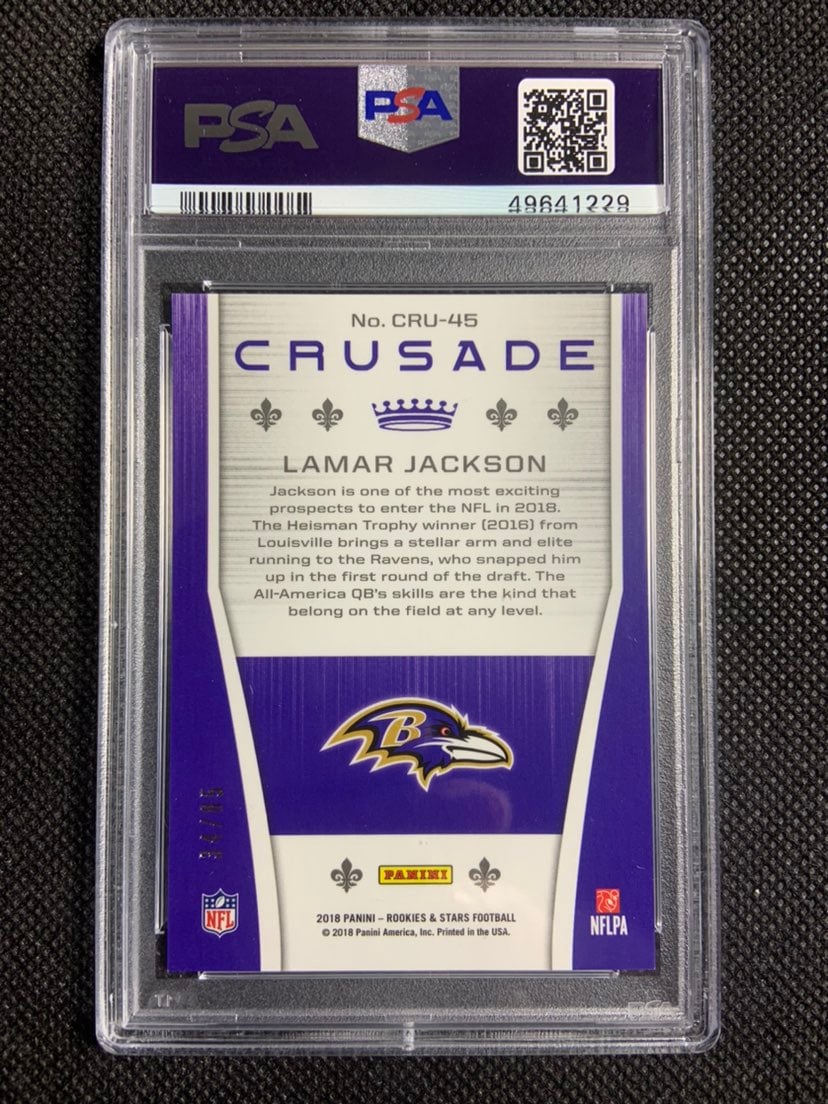 PSA
PSA
49641229
No. CRU-45
CRUSADE
LAMAR JACKSON
Jackson is one of the most exciting
prospects to enter the NFL in 2018.
The Heisman Trophy winner (2016) from
Louisville brings a stellar arm and elite
running to the Ravens, who snapped him
up in the first round of the draft. The
All-America QB's skills are the kind that
belong on the field at any level.
B
PANINI
NFL
NFLPA
2018 PANINI – ROOKIES & STARS FOOTBALL
© 2018 Panini America, Inc. Printed in the USA.
PSA